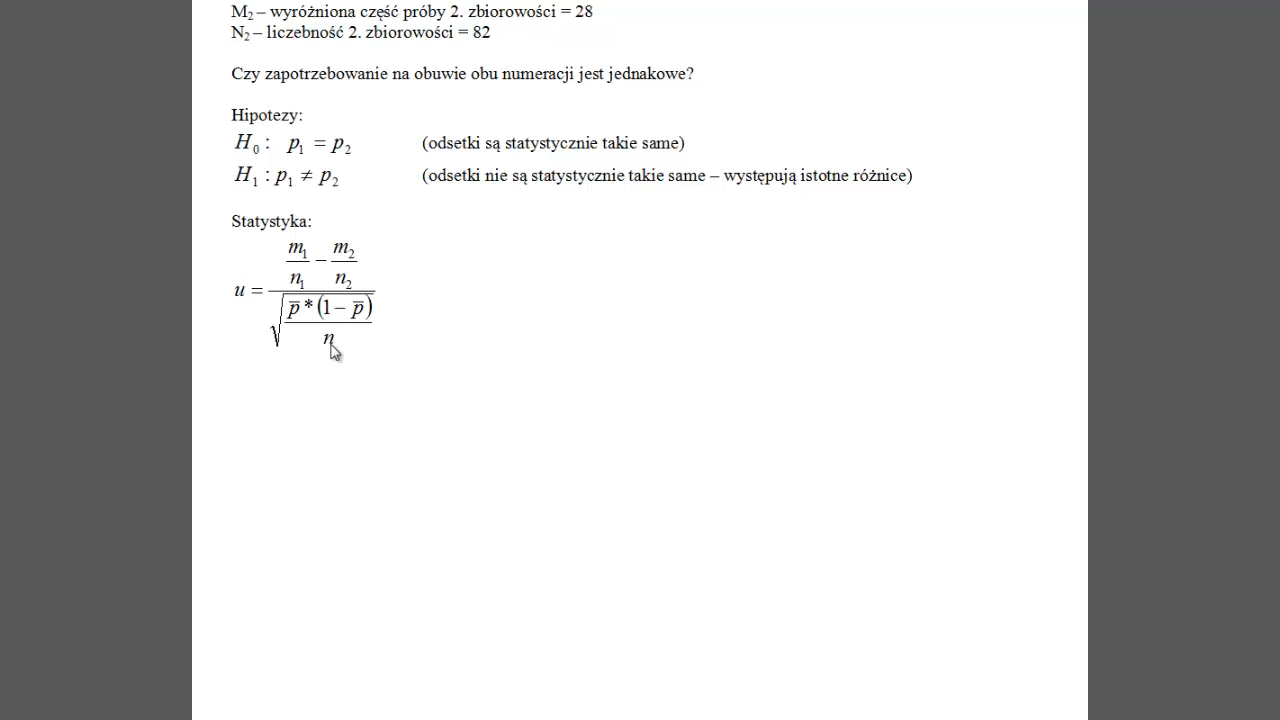 M₂ – wyróżniona część próby 2. zbiorowości = 28
N₂ – liczebność 2. zbiorowości = 82
Czy zapotrzebowanie na obuwie obu numeracji jest jednakowe?
Hipotezy:
H₀ : p₁ = p₂ (odsetki są statystycznie takie same)
H₁ : p₁ ≠ p₂ (odsetki nie są statystycznie takie same – występują istotne różnice)
Statystyka:
m₁ m₂
n₁ – n₂
u =
√ p̅ * (1 – p̅)
n